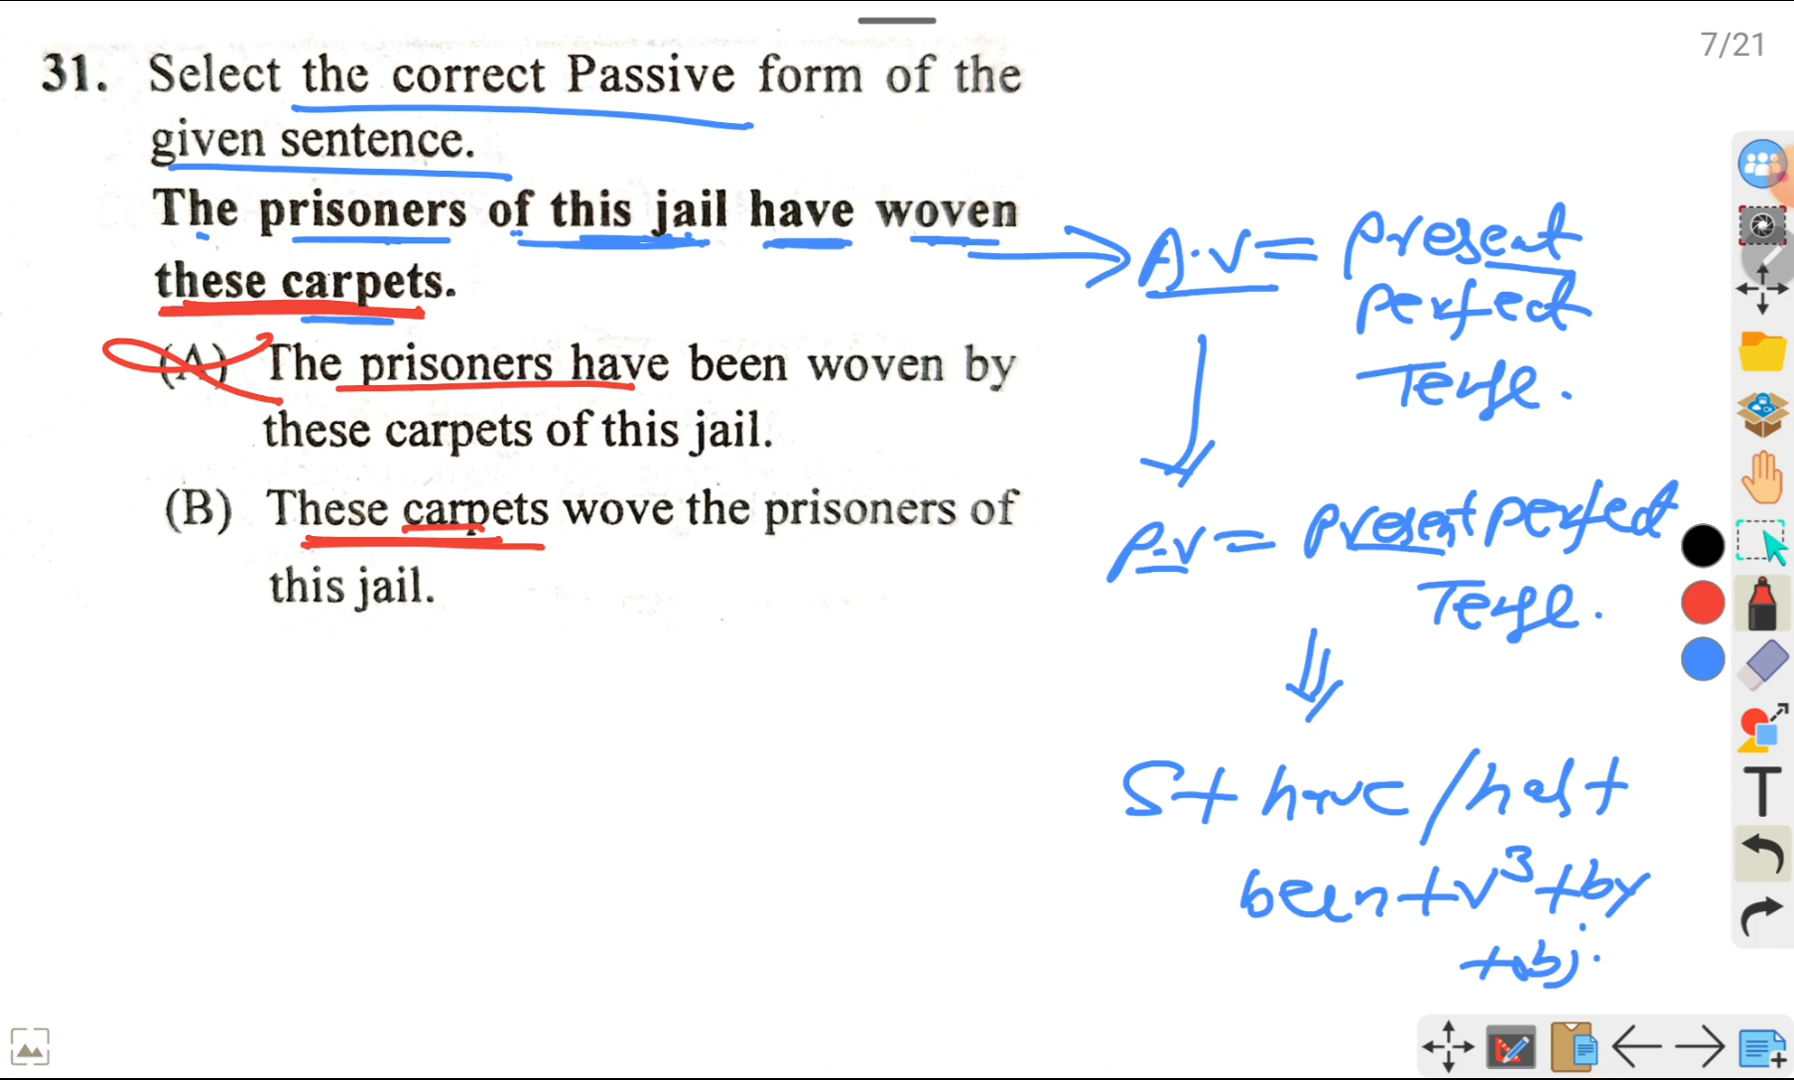 7/21
31. Select the correct Passive form of the
given sentence.
The prisoners of this jail have woven
these carpets.
(A) The prisoners have been woven by
these carpets of this jail.
(B) These carpets wove the prisoners of
this jail.
A.V = present
perfect
Tense.
P.V = present perfect
Tense.
S + have/has +
been + v³ + by
+ obj.
T